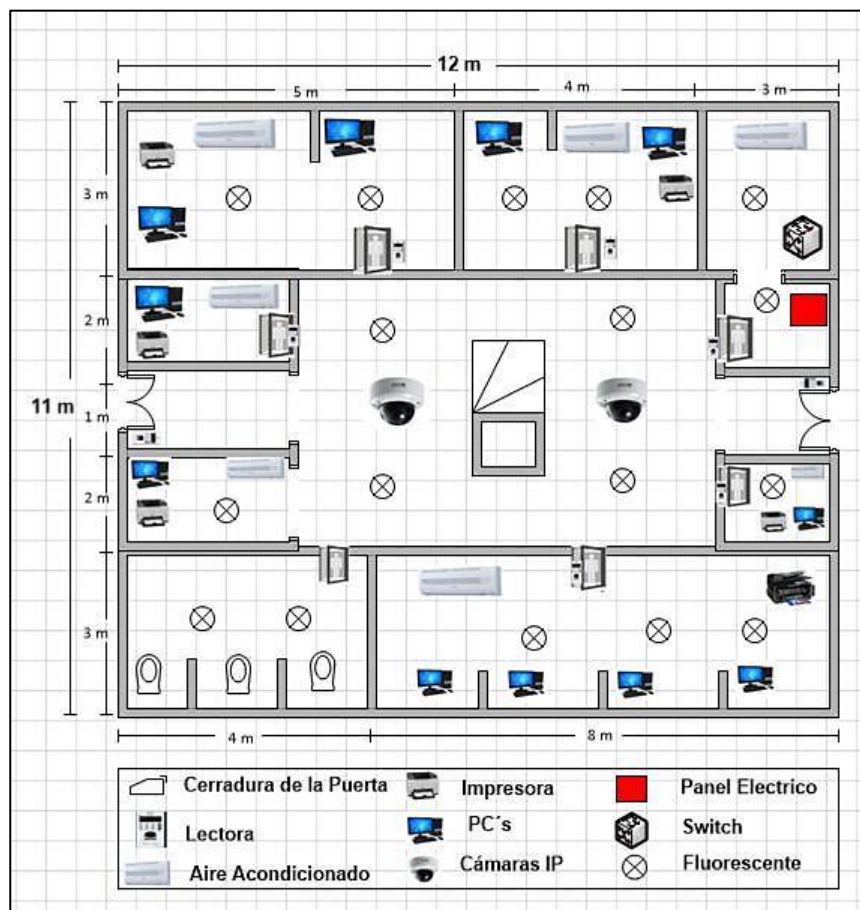 12 m
5 m
4 m
3 m
3 m
2 m
11 m
1 m
2 m
3 m
4 m
8 m
Cerradura de la Puerta
Impresora
Panel Electrico
Lectora
PC´s
Switch
Aire Acondicionado
Cámaras IP
Fluorescente